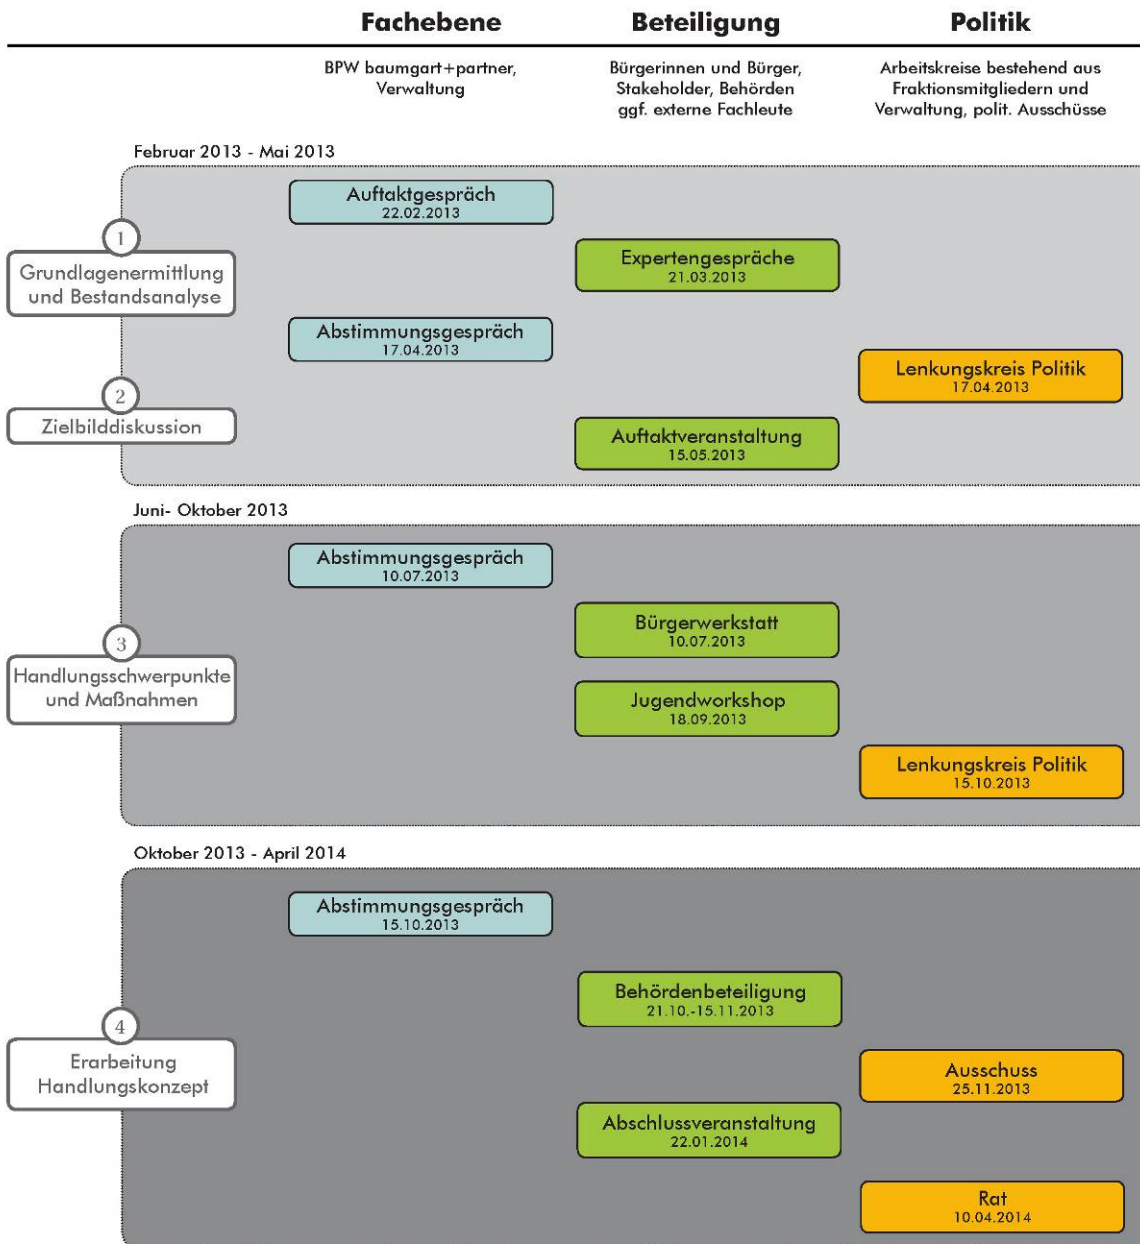 Fachebene
Beteiligung
Politik
BPW baumgart+partner,
Verwaltung
Bürgerinnen und Bürger,
Stakeholder, Behörden
ggf. externe Fachleute
Arbeitskreise bestehend aus
Fraktionsmitgliedern und
Verwaltung, polit. Ausschüsse
Februar 2013 - Mai 2013
Auftaktgespräch
22.02.2013
1
Grundlagenermittlung
und Bestandsanalyse
Expertengespräche
21.03.2013
Abstimmungsgespräch
17.04.2013
Lenkungskreis Politik
17.04.2013
2
Zielbilddiskussion
Auftaktveranstaltung
15.05.2013
Juni- Oktober 2013
Abstimmungsgespräch
10.07.2013
Bürgerwerkstatt
10.07.2013
3
Handlungsschwerpunkte
und Maßnahmen
Jugendworkshop
18.09.2013
Lenkungskreis Politik
15.10.2013
Oktober 2013 - April 2014
Abstimmungsgespräch
15.10.2013
Behördenbeteiligung
21.10.-15.11.2013
4
Erarbeitung
Handlungskonzept
Ausschuss
25.11.2013
Abschlussveranstaltung
22.01.2014
Rat
10.04.2014